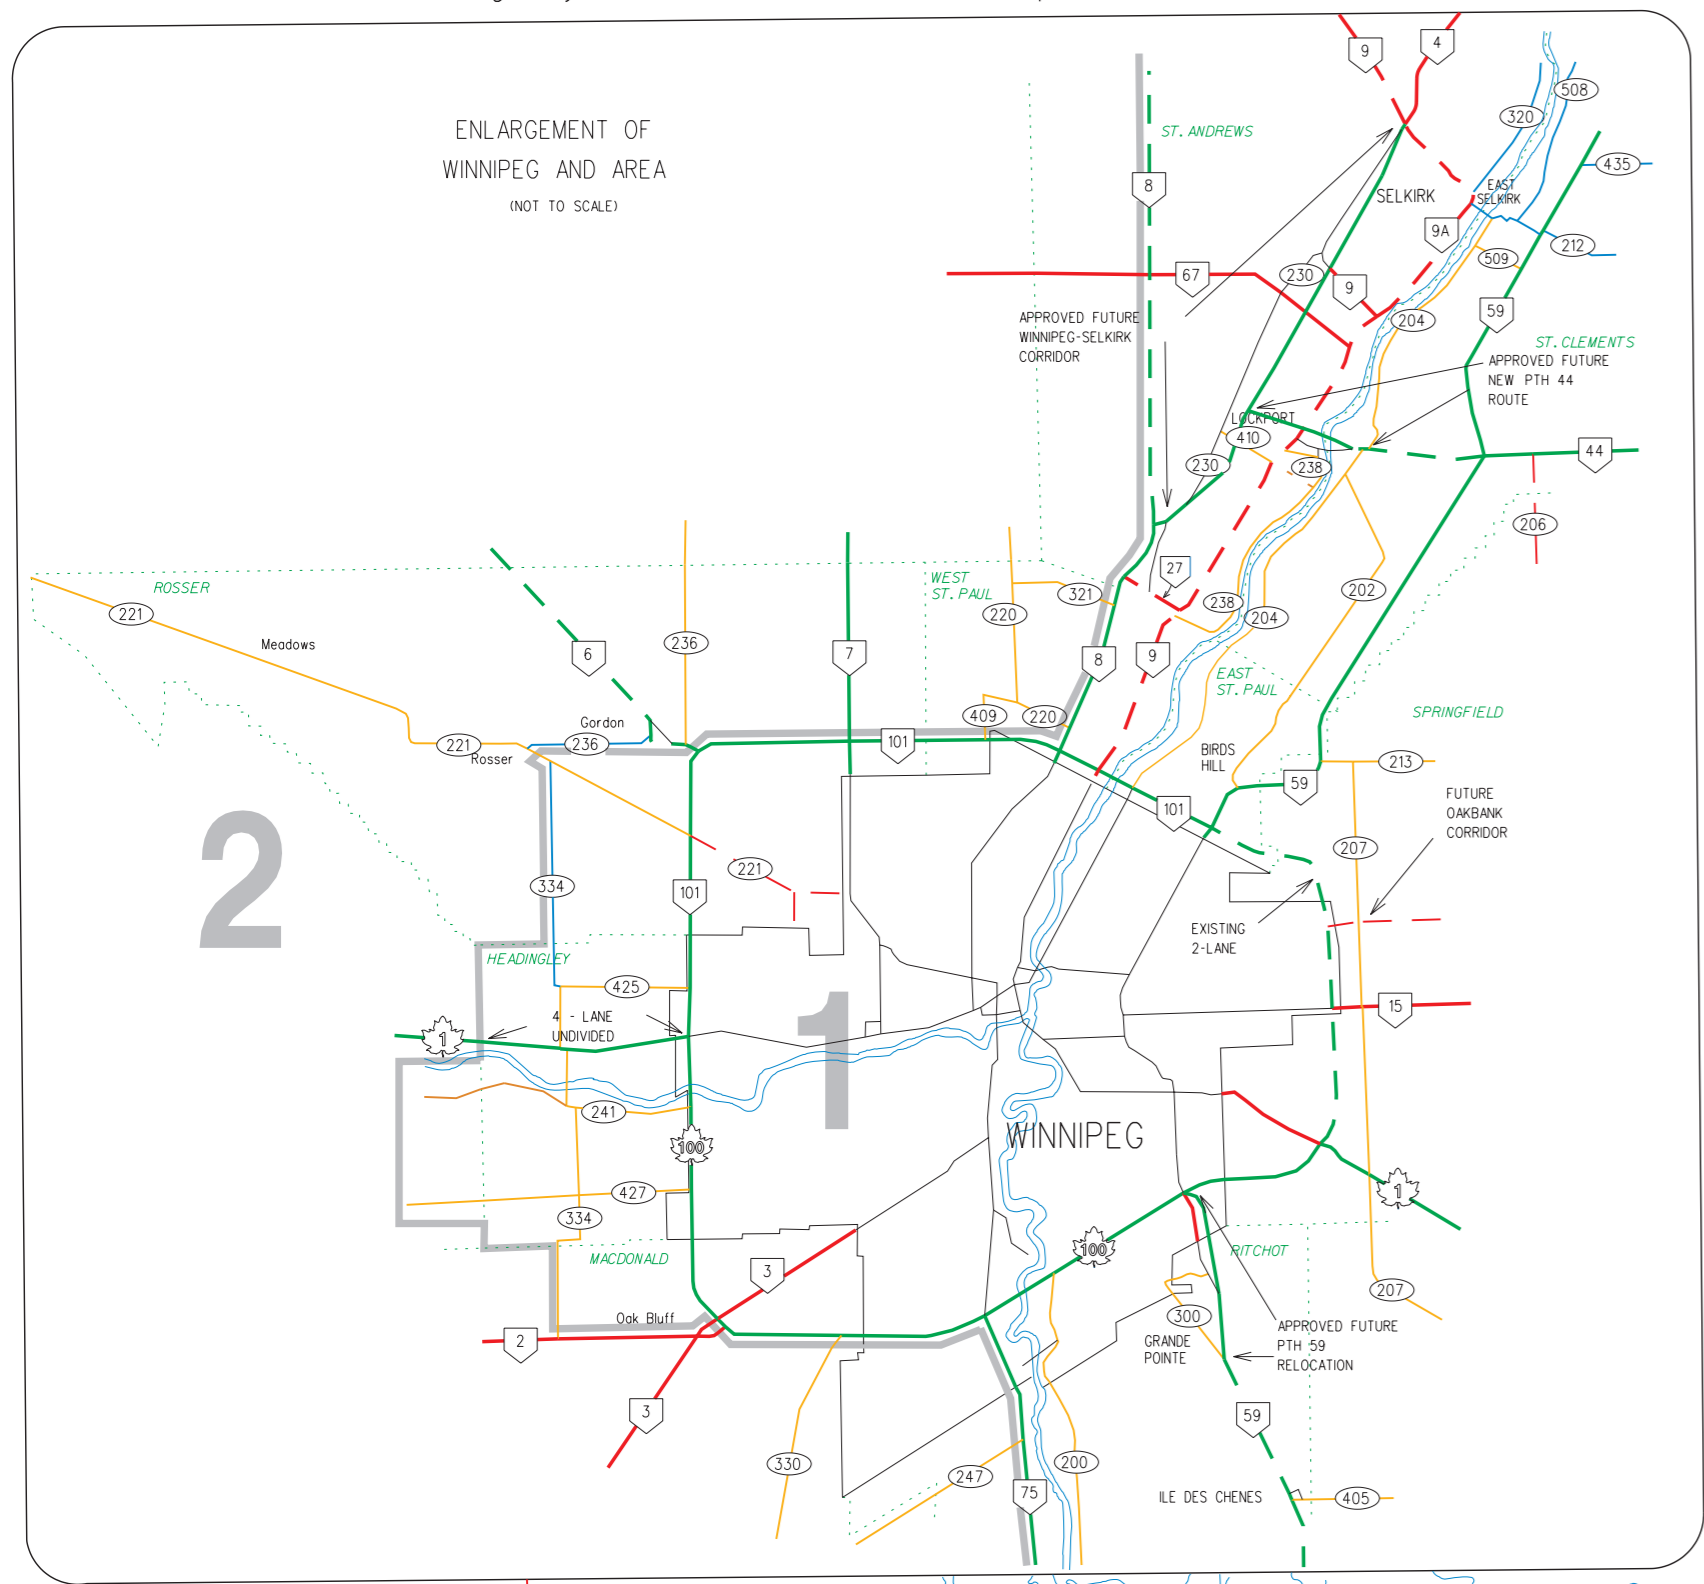 ENLARGEMENT OF
WINNIPEG AND AREA
(NOT TO SCALE)
9
4
508
320
ST. ANDREWS
435
8
SELKIRK
EAST
SELKIRK
9A
212
509
67
230
9
59
204
APPROVED FUTURE
WINNIPEG-SELKIRK
CORRIDOR
ST. CLEMENTS
APPROVED FUTURE
NEW PTH 44
ROUTE
LOCKPORT
410
230
238
44
206
27
ROSSER
221
Meadows
WEST
ST. PAUL
321
220
238
204
202
6
236
7
8
9
EAST
ST. PAUL
SPRINGFIELD
409
220
Gordon
236
221
Rosser
101
BIRDS
HILL
213
59
101
FUTURE
OAKBANK
CORRIDOR
207
2
221
334
101
EXISTING
2-LANE
HEADINGLEY
425
4 - LANE
UNDIVIDED
1
1
15
241
100
WINNIPEG
427
334
1
100
RITCHOT
MACDONALD
3
207
Oak Bluff
2
300
GRANDE
POINTE
APPROVED FUTURE
PTH 59
RELOCATION
3
59
330
247
200
75
ILE DES CHENES
405